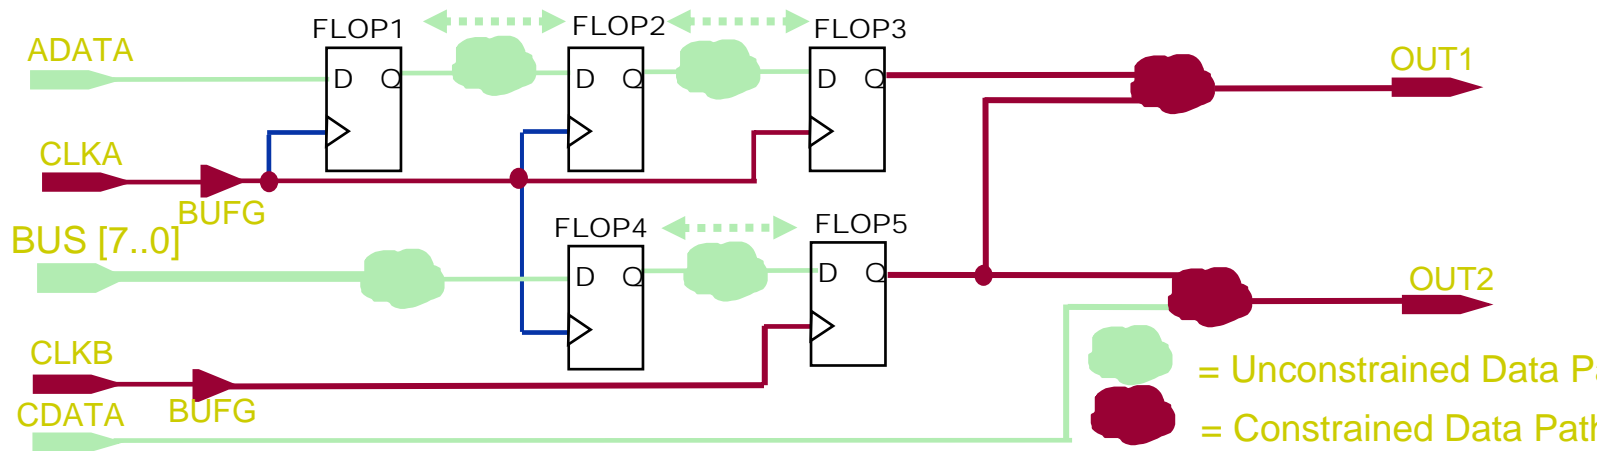 FLOP1
FLOP2
FLOP3
ADATA
OUT1
D Q
D Q
D Q
CLKA
BUFG
BUS [7..0]
FLOP4
FLOP5
D Q
D Q
OUT2
CLKB
= Unconstrained Data Pa
CDATA
BUFG
= Constrained Data Path